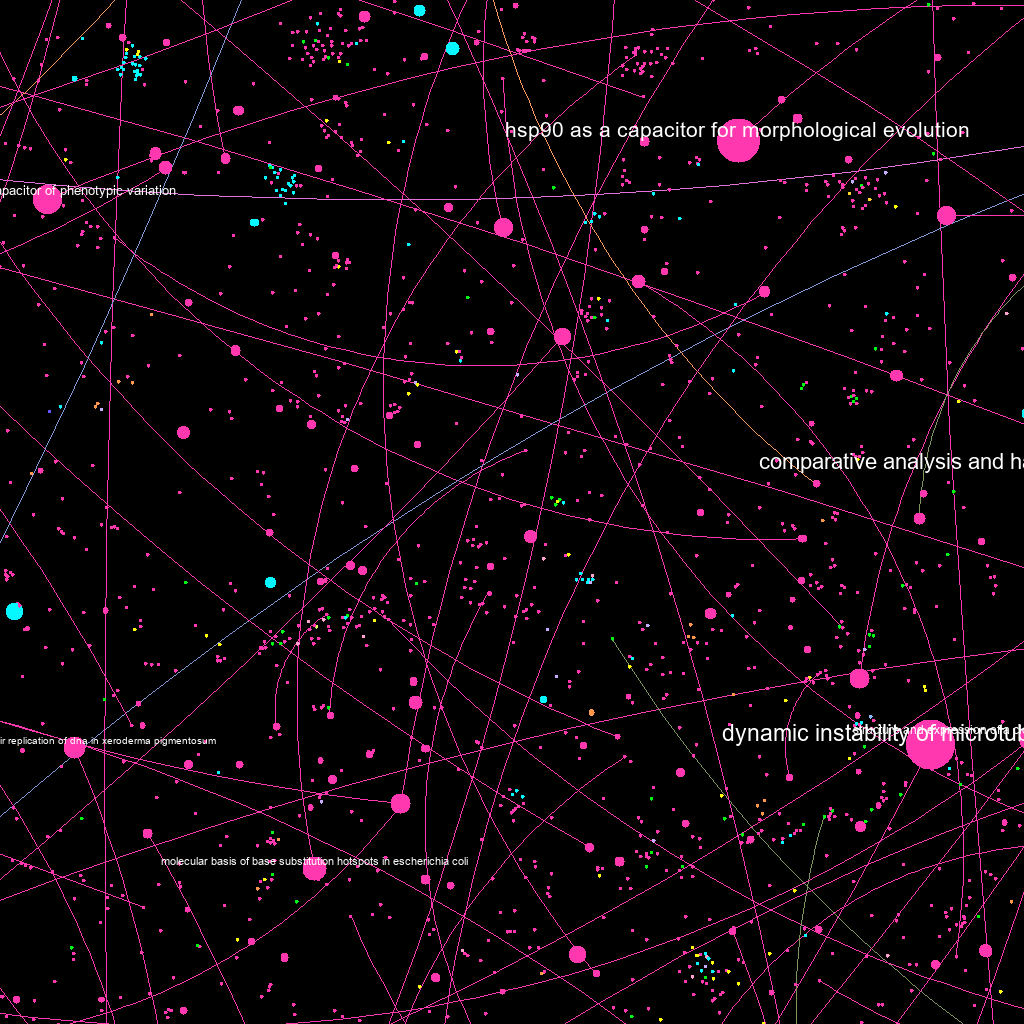 hsp90 as a capacitor for morphological evolution
apacitor of phenotypic variation
comparative analysis and ha
dynamic instability of microtub
ir replication of dna in xeroderma pigmentosum
molecular basis of base substitution hotspots in escherichia coli